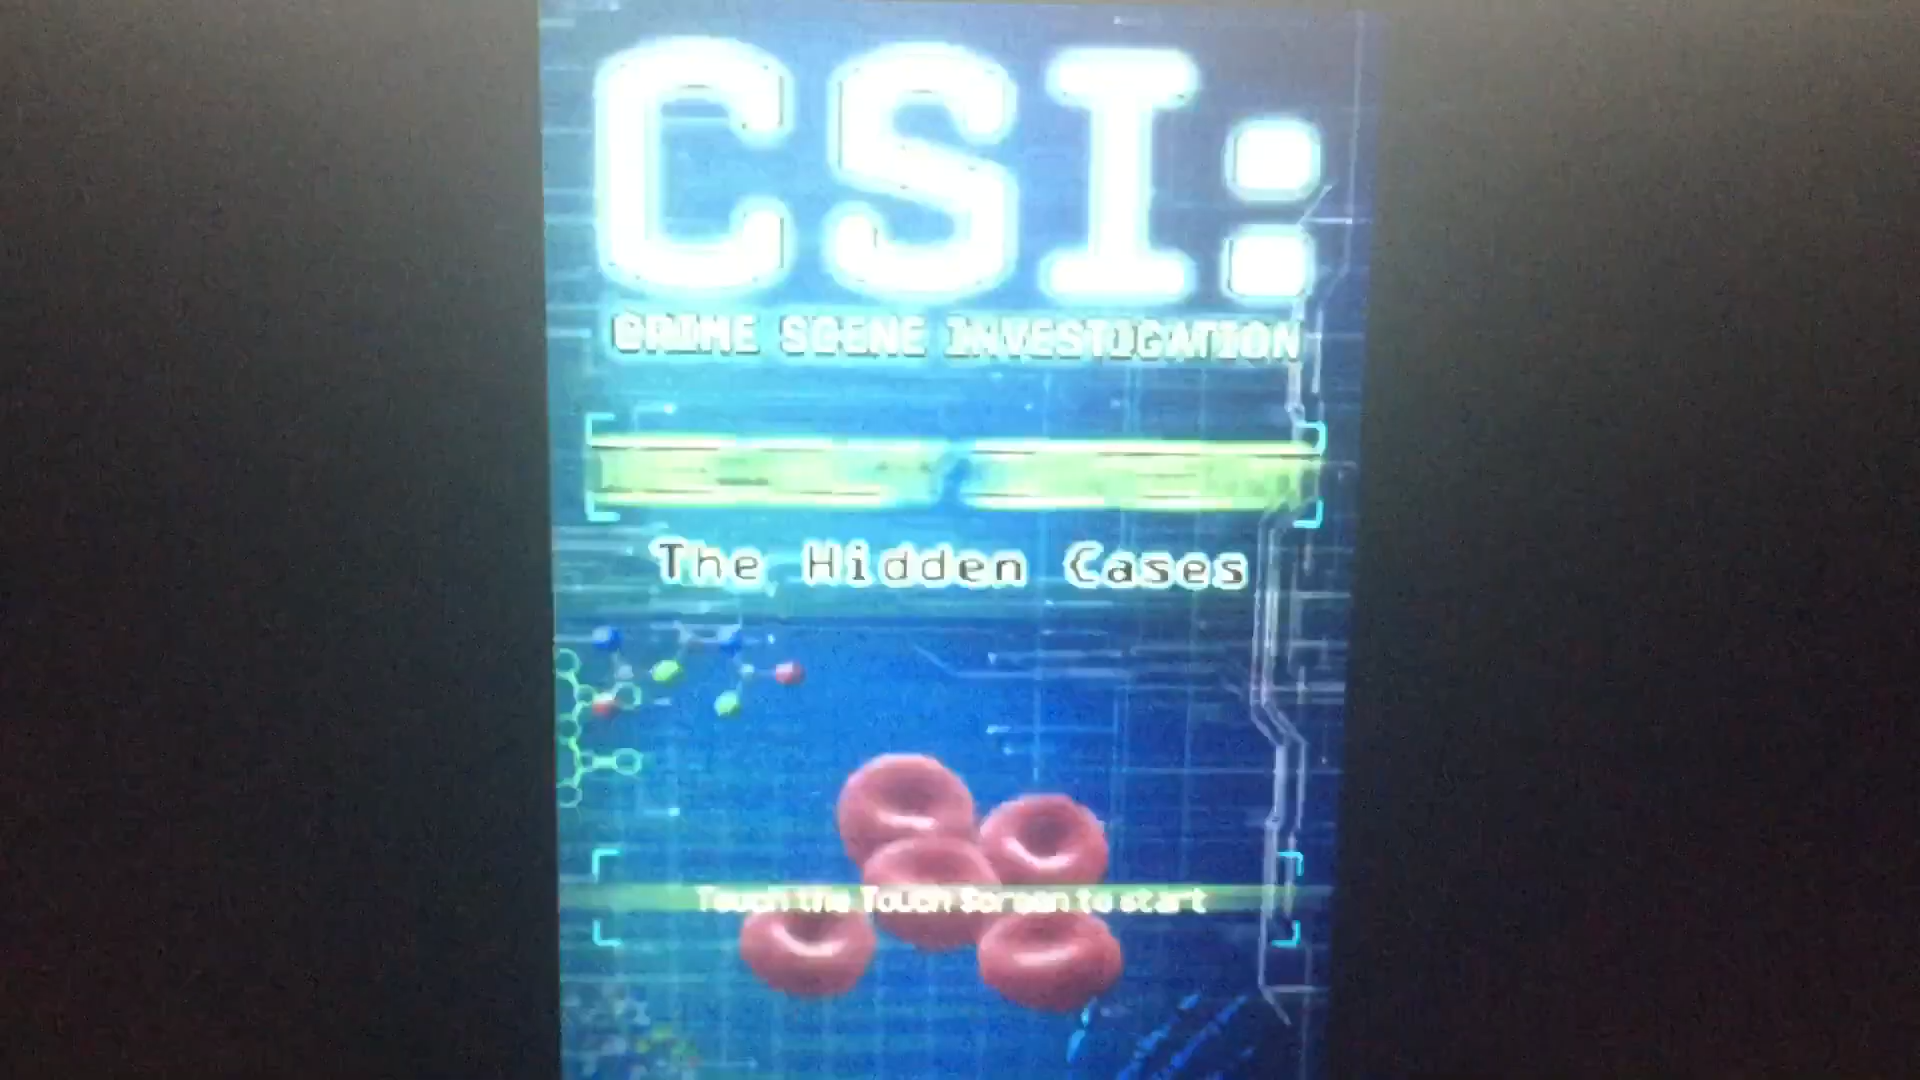 CSI:
CRIME SCENE INVESTIGATION
The Hidden Cases
Touch the Touch Screen to start